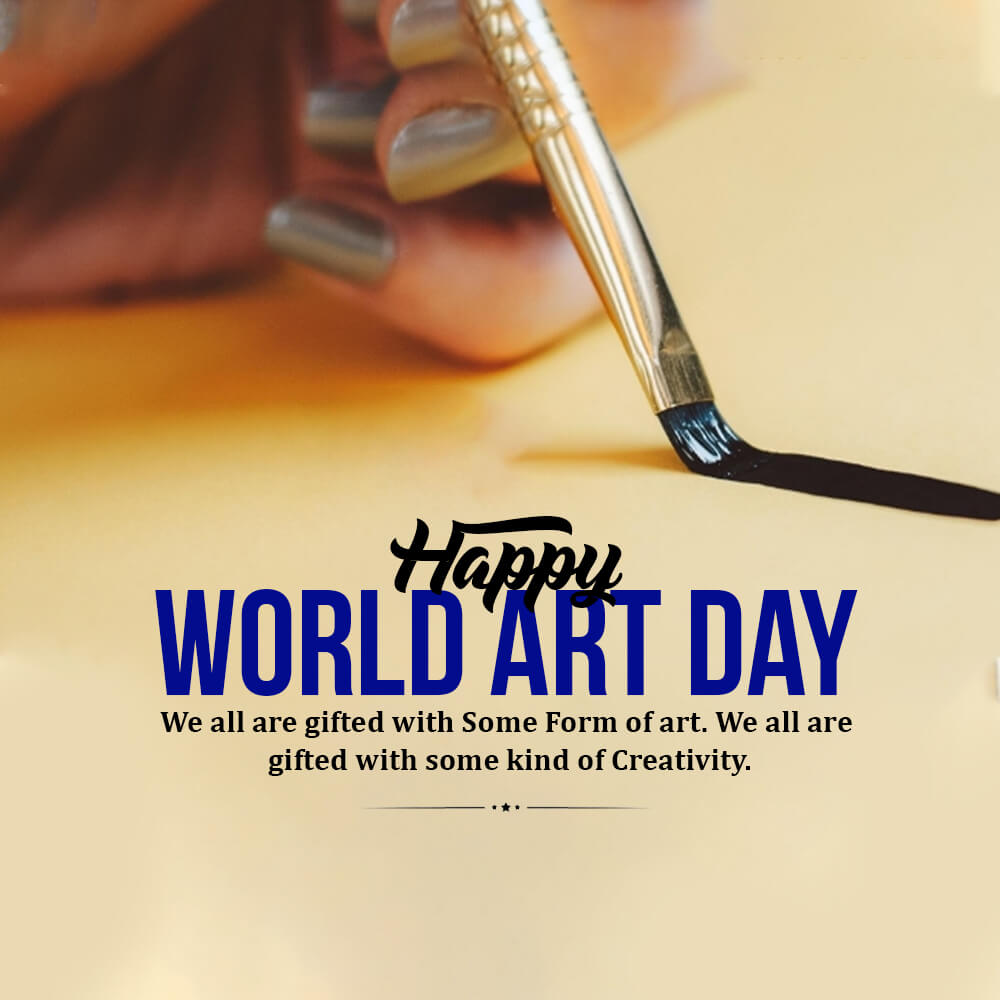 Happy
WORLD ART DAY
We all are gifted with Some Form of art. We all are
gifted with some kind of Creativity.